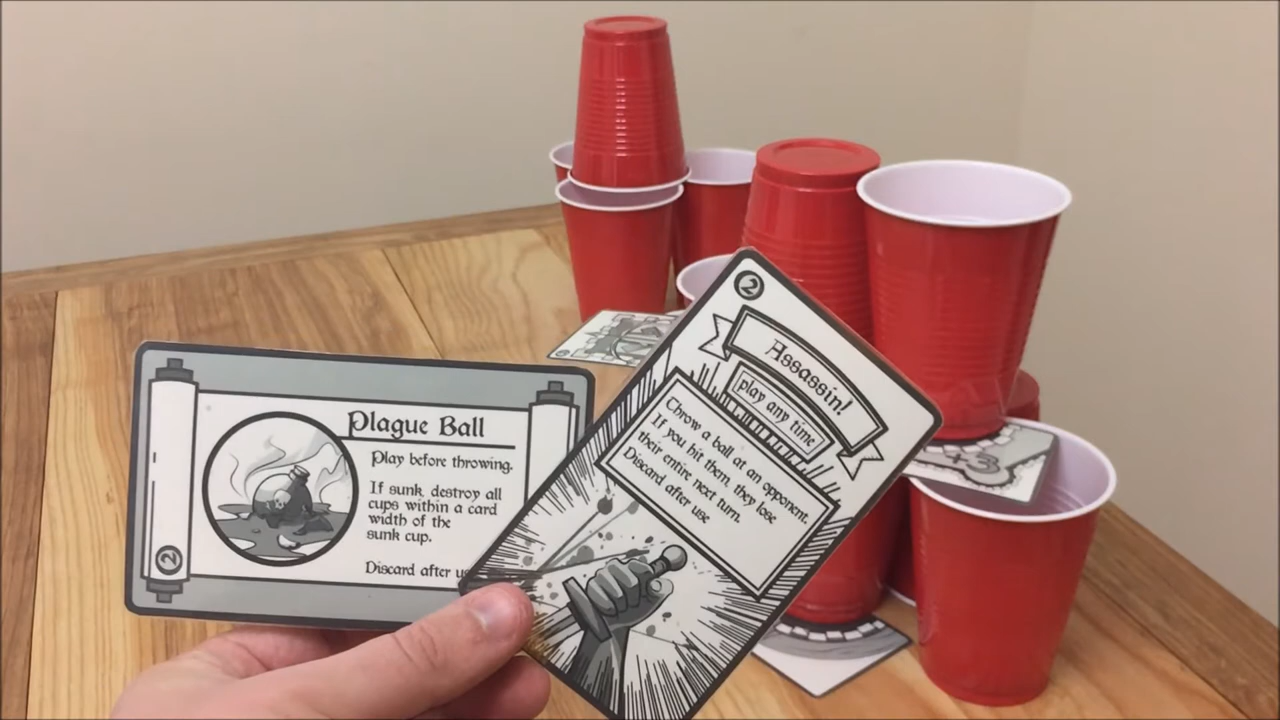 Plague Ball
Play before throwing.
If sunk, destroy all
cups within a card
width of the
sunk cup.
Discard after
2
2
Assassin!
play any time
Throw a ball at an opponent.
If you hit them, they lose
their entire next turn.
Discard after use
+3